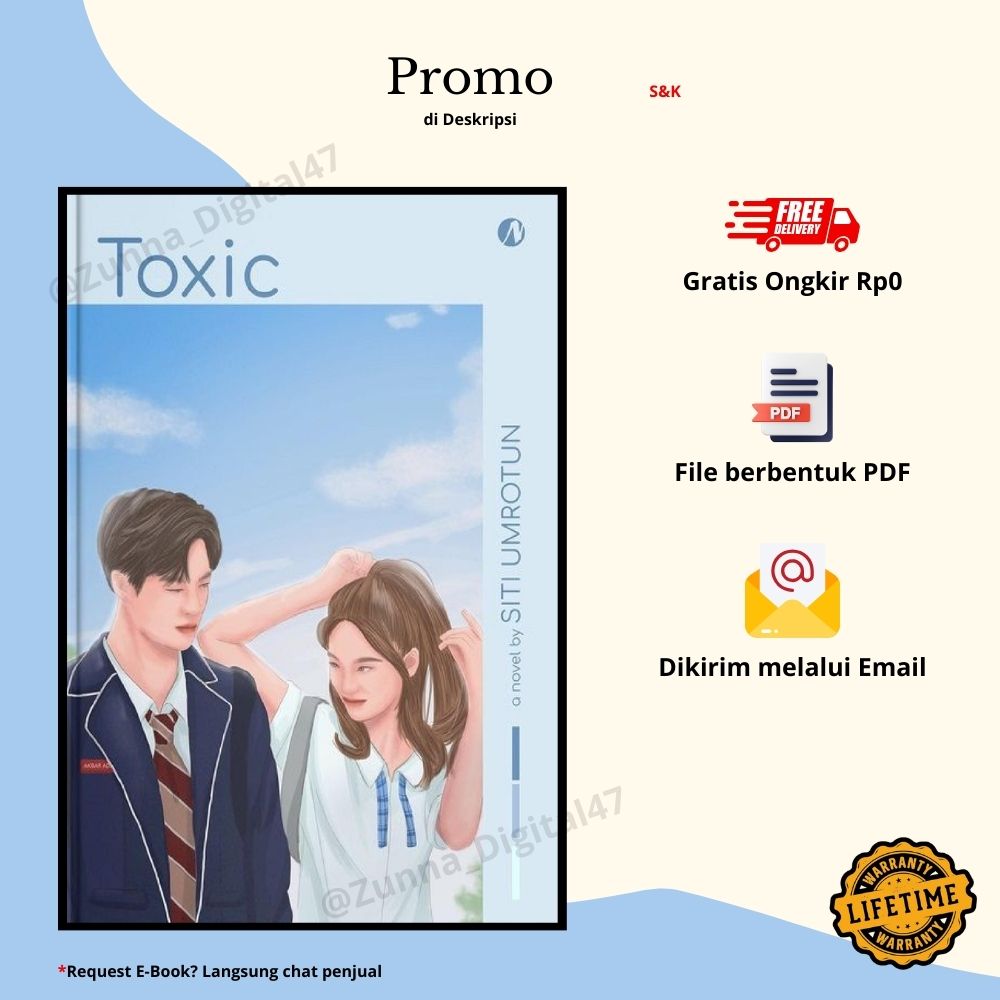 Promo
di Deskripsi
S&K
@Zunna_Digital47
Toxic
N
a novel by SITI UMROTUN
FREE
DELIVERY
Gratis Ongkir Rp0
PDF
File berbentuk PDF
@
Dikirim melalui Email
@Zunna_Digital47
WARRANTY
LIFETIME
WARRANTY
*Request E-Book? Langsung chat penjual